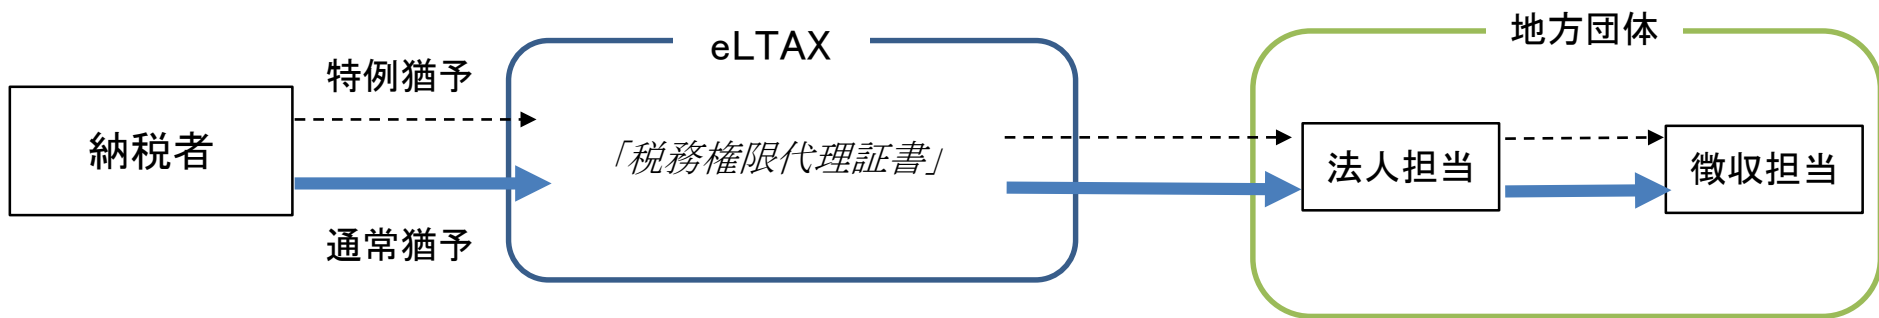 地方団体
eLTAX
特例猶予
納税者
「税務権限代理証書」
法人担当
徴収担当
通常猶予